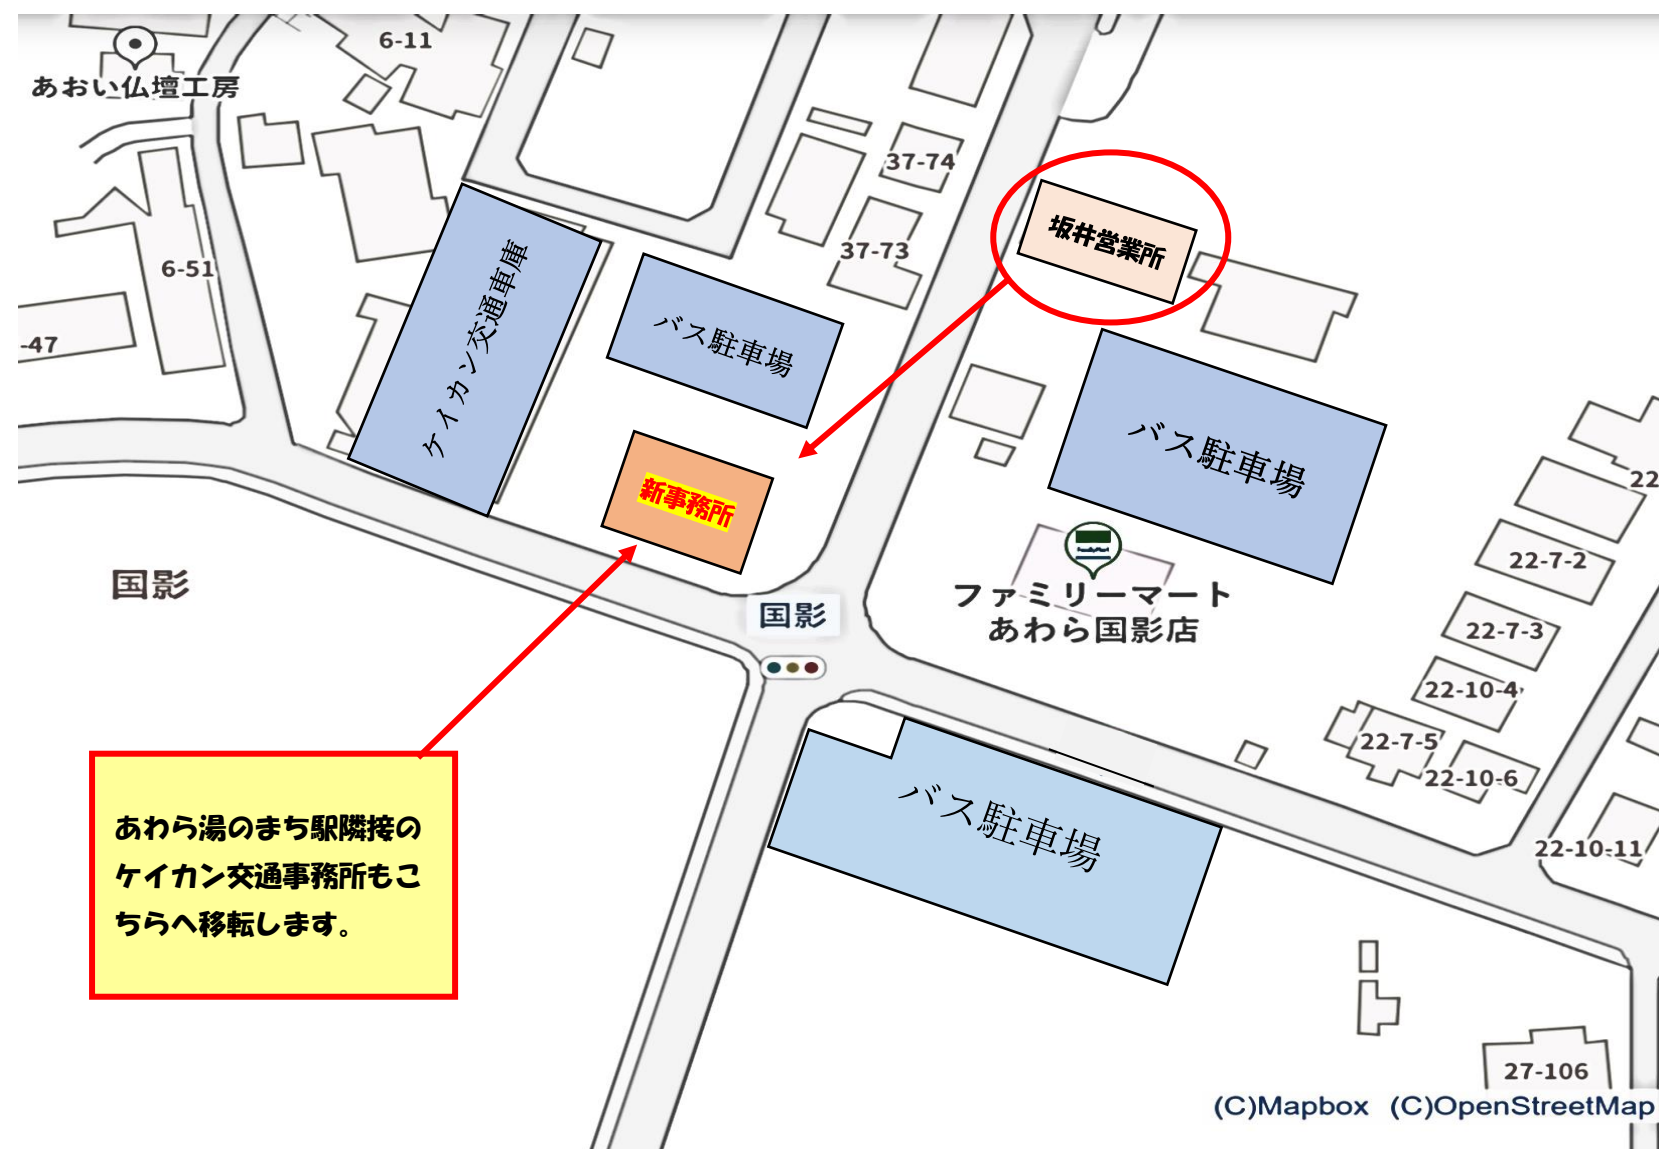 6-11
あおい仏壇工房
37-74
坂井営業所
37-73
6-51
ケイカン交通車庫
バス駐車場
-47
バス駐車場
22
新事務所
22-7-2
国影
ファミリーマート
あわら国影店
国影
22-7-3
22-10-4
22-7-5
22-10-6
バス駐車場
22-10-11
あわら湯のまち駅隣接の
ケイカン交通事務所もこ
ちらへ移転します。
27-106
(C)Mapbox (C)OpenStreetMap